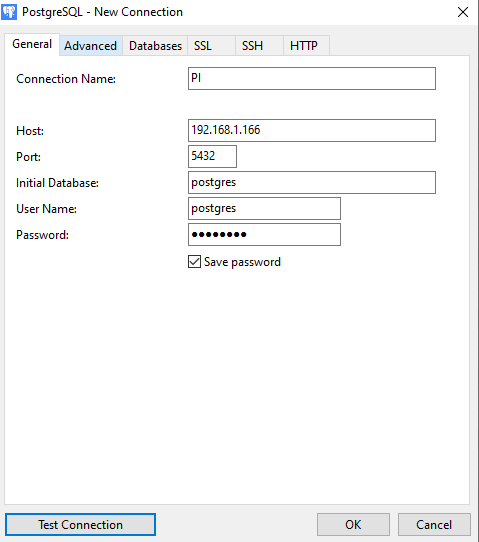 PostgreSQL - New Connection
General Advanced Databases SSL SSH HTTP
Connection Name: PI
Host: 192.168.1.166
Port: 5432
Initial Database: postgres
User Name: postgres
Password: ●●●●●●●●
Save password
Test Connection OK Cancel